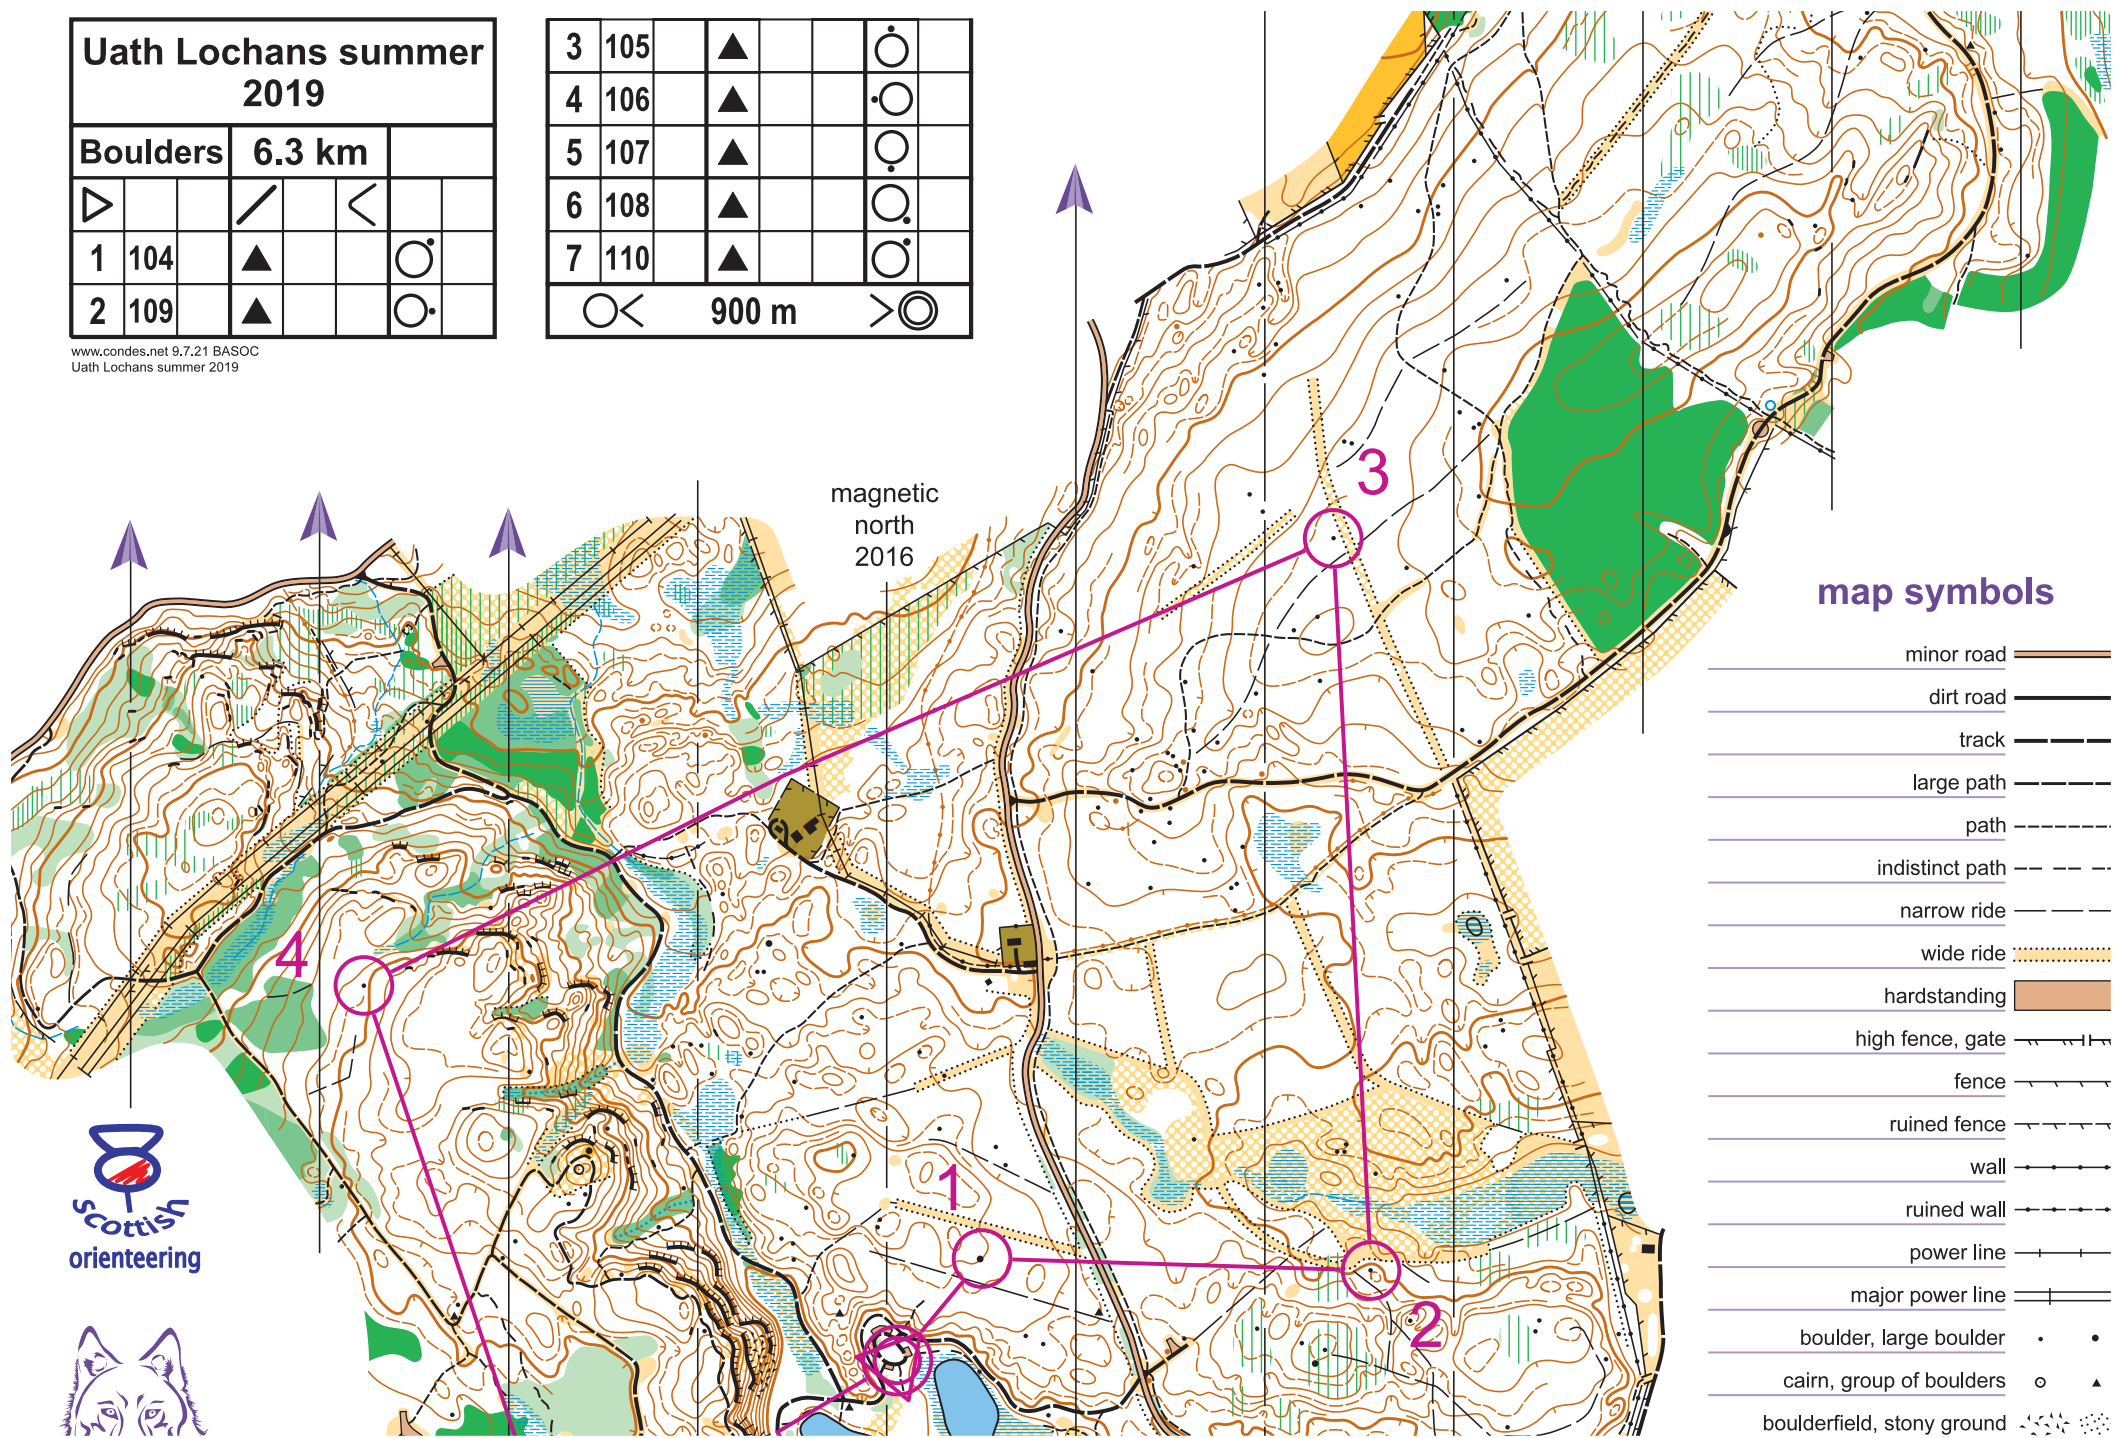 Uath Lochans summer
2019
Boulders 6.3 km
1 104
2 109
3 105
4 106
5 107
6 108
7 110
900 m
www.condes.net 9.7.21 BASOC
Uath Lochans summer 2019
magnetic
north
2016
3
4
1
2
map symbols
minor road
dirt road
track
large path
path
indistinct path
narrow ride
wide ride
hardstanding
high fence, gate
fence
ruined fence
wall
ruined wall
power line
major power line
boulder, large boulder
cairn, group of boulders
boulderfield, stony ground
scottish
orienteering